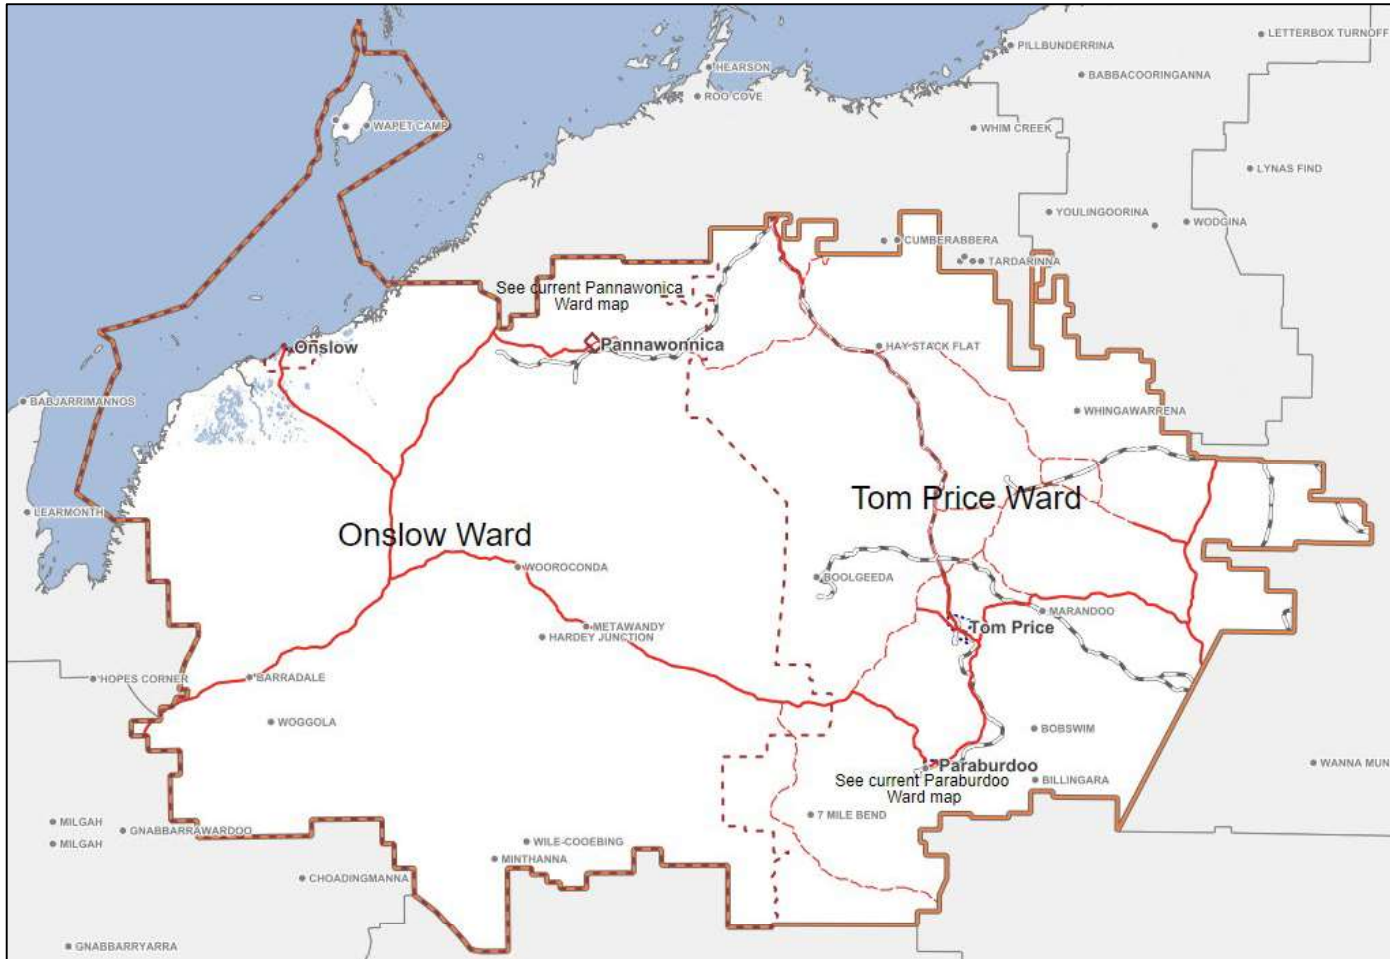 LETTERBOX TURNOFF
PILLBUNDERRINA
HEARSON
BABBACOORINGANNA
ROO COVE
WAPET CAMP
WHIM CREEK
LYNAS FIND
YOULINGOORINA
WODGINA
CUMBERABBERA
TARDARINNA
See current Pannawonica
Ward map
Onslow
Pannawonnica
HAY STACK FLAT
BABJARRIMANNOS
WHINGAWARRENA
Tom Price Ward
LEARMONTH
Onslow Ward
WOOROCONDA
BOOLGEEDA
MARANDOO
METAWANDY
Tom Price
HARDEY JUNCTION
HOPES CORNER
BARRADALE
WOGGOLA
BOBSWIM
Paraburdoo
WANNA MUN
See current Paraburdoo
Ward map
BILLINGARA
7 MILE BEND
MILGAH
GNABBARRAWARDOO
MILGAH
WILE-COOEBING
MINTHANNA
CHOADINGMANNA
GNABBARRYARRA